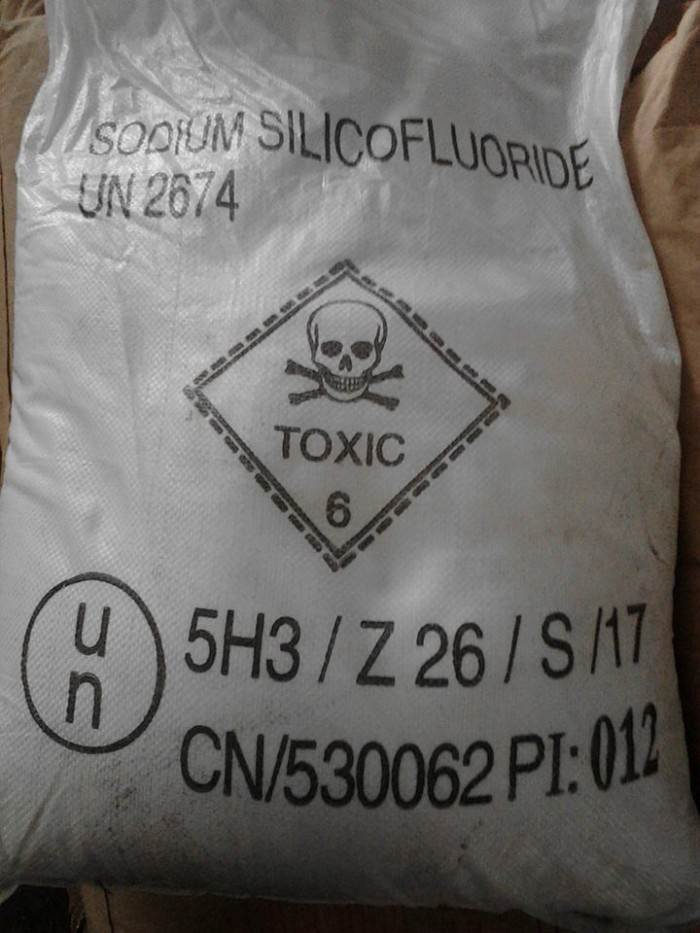 SODIUM SILICOFLUORIDE
UN 2674
TOXIC
6
u
n
5H3 / Z 26 / S /17
CN/530062 PI: 012